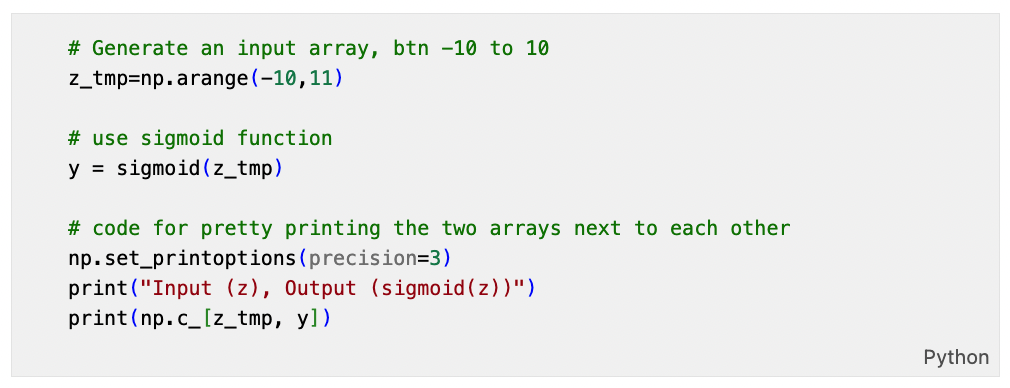 # Generate an input array, btn -10 to 10
z_tmp=np.arange(-10,11)
# use sigmoid function
y = sigmoid(z_tmp)
# code for pretty printing the two arrays next to each other
np.set_printoptions(precision=3)
print("Input (z), Output (sigmoid(z))")
print(np.c_[z_tmp, y])
Python